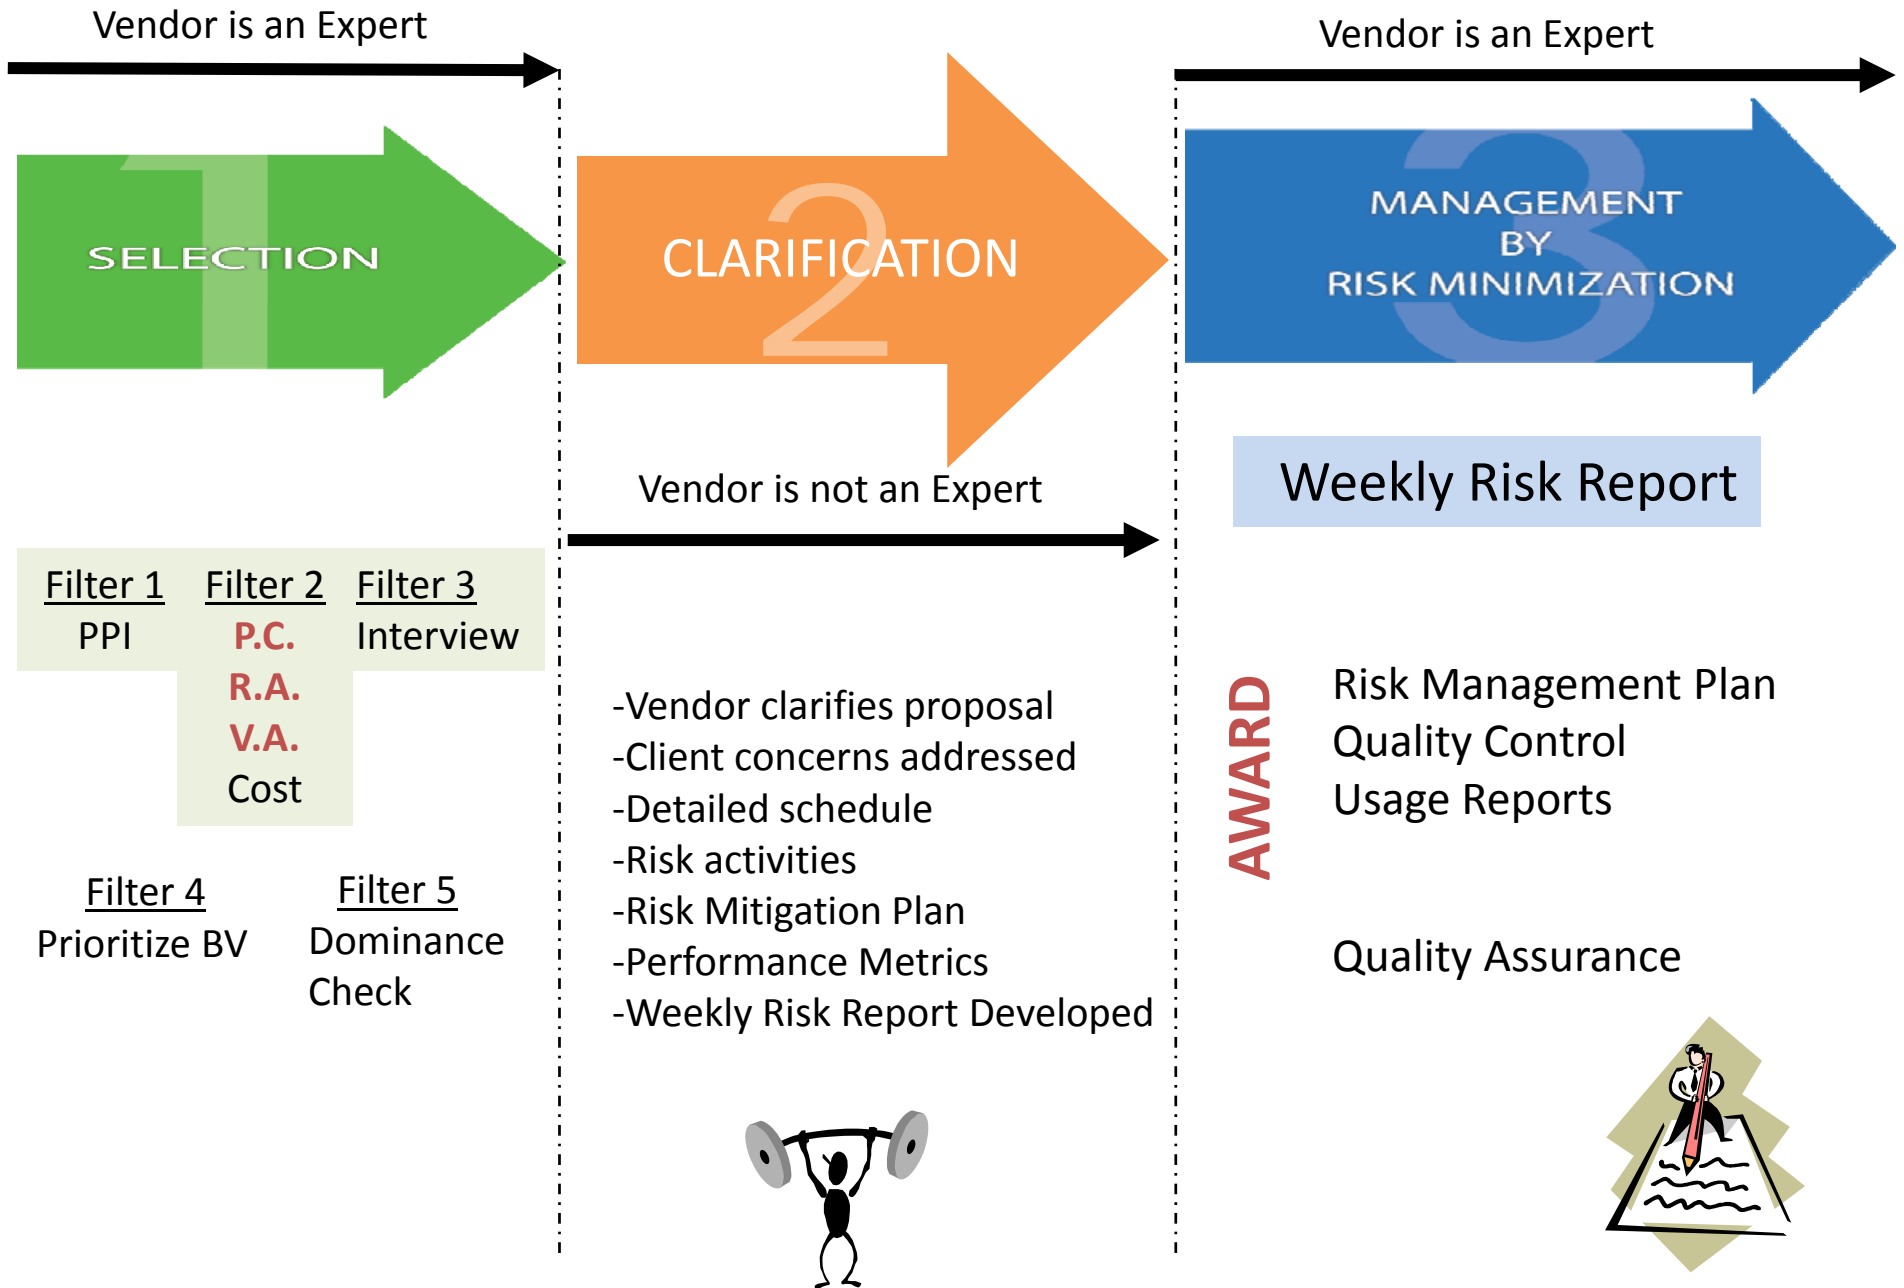 Vendor is an Expert
Vendor is an Expert
1
SELECTION
2
CLARIFICATION
3
MANAGEMENT
BY
RISK MINIMIZATION
Vendor is not an Expert
Weekly Risk Report
Filter 1
PPI
Filter 2
P.C.
R.A.
V.A.
Cost
Filter 3
Interview
Filter 4
Prioritize BV
Filter 5
Dominance
Check
-Vendor clarifies proposal
-Client concerns addressed
-Detailed schedule
-Risk activities
-Risk Mitigation Plan
-Performance Metrics
-Weekly Risk Report Developed
AWARD
Risk Management Plan
Quality Control
Usage Reports
Quality Assurance